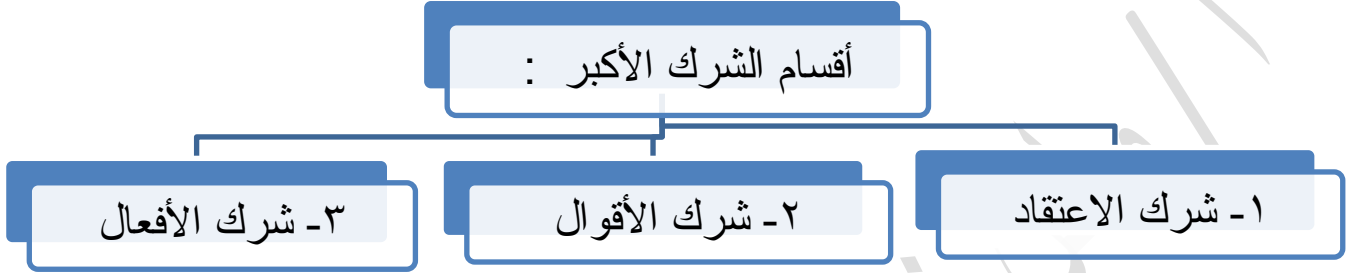 أقسام الشرك الأكبر :
١- شرك الاعتقاد
٢- شرك الأقوال
٣- شرك الأفعال